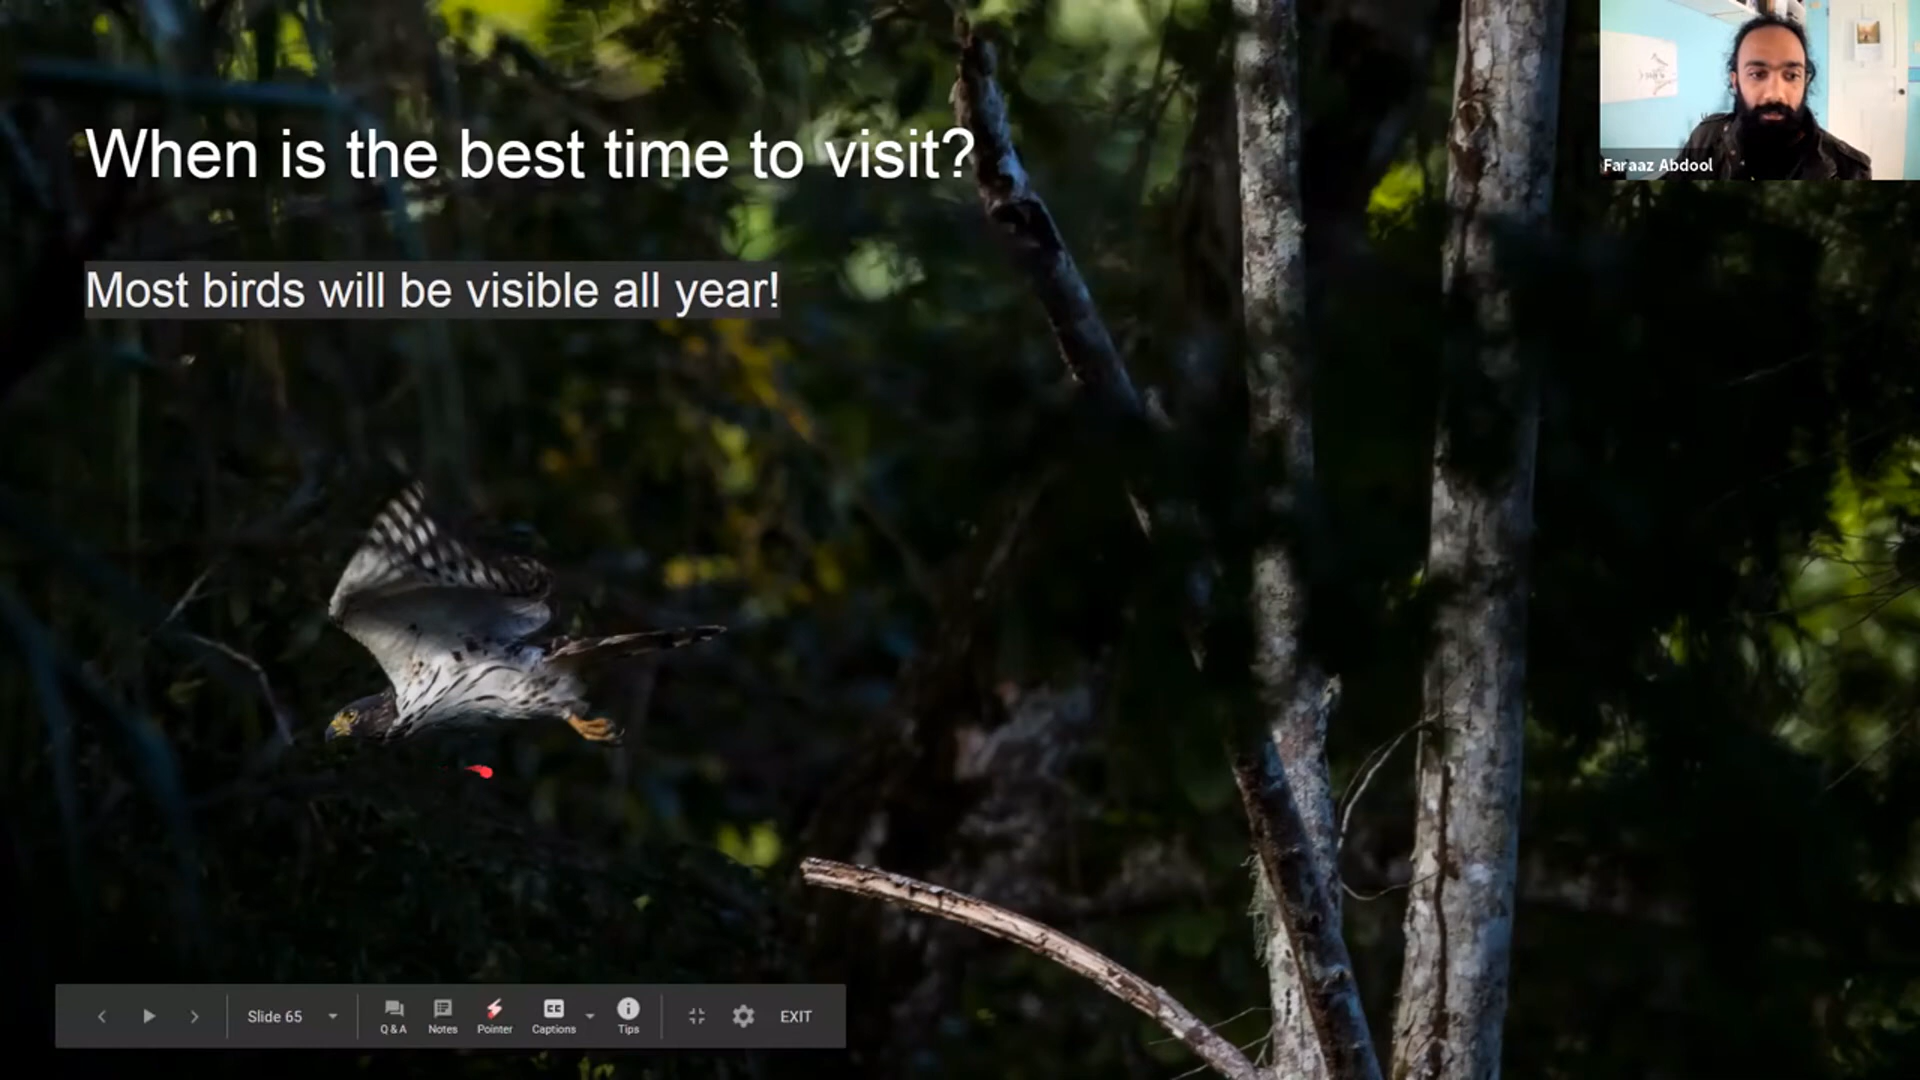 When is the best time to visit?
Faraaz Abdool
Most birds will be visible all year!
Slide 65
Q & A
Notes
Pointer
CC
Captions
Tips
EXIT